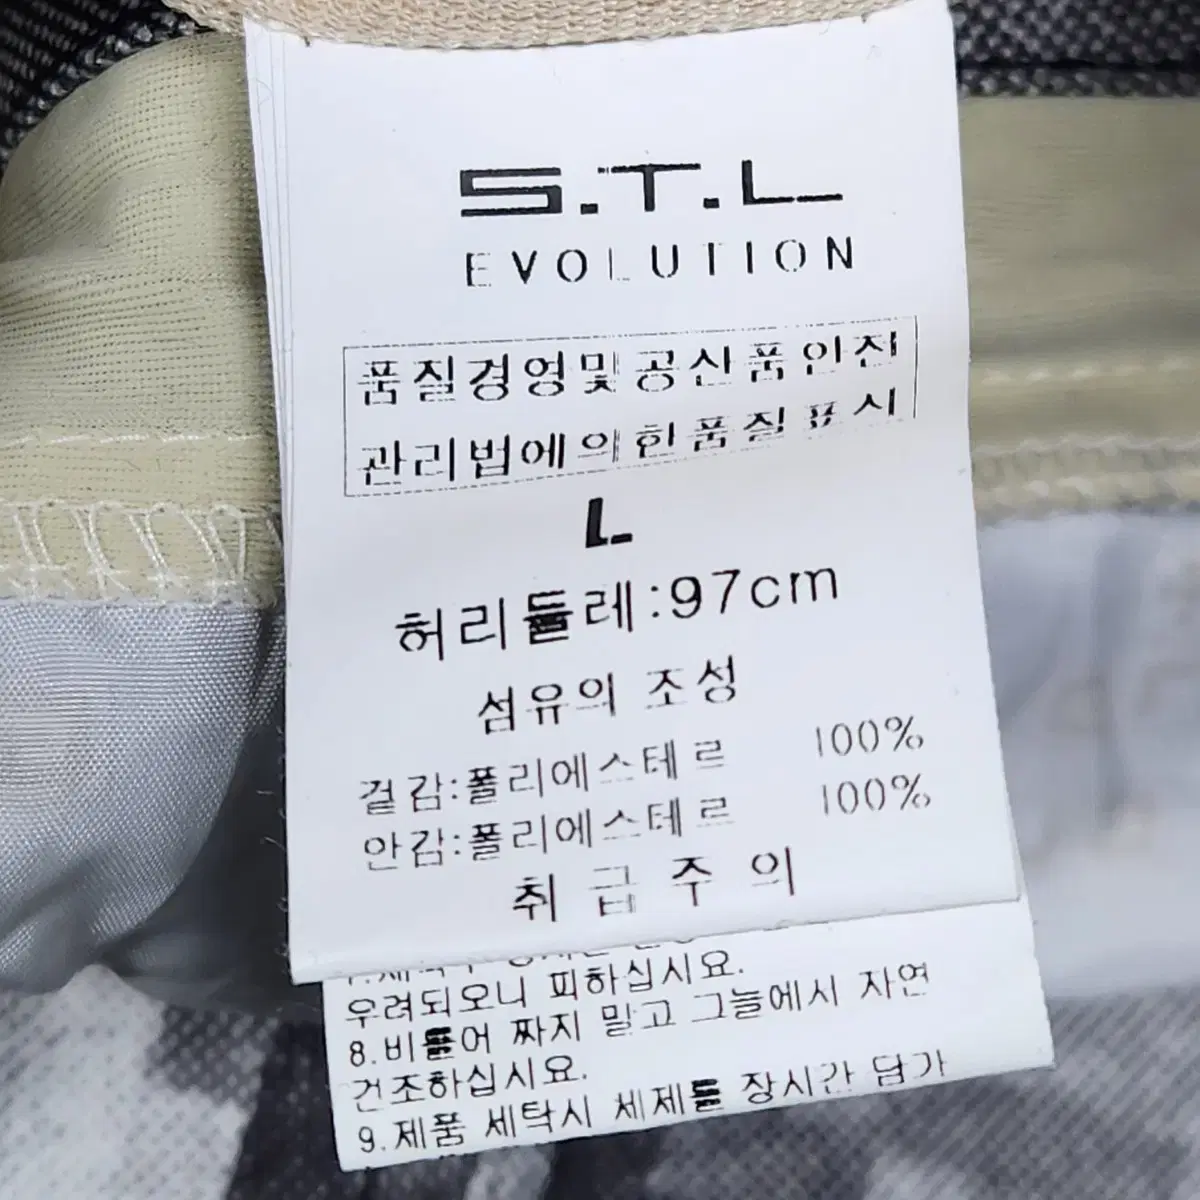 S.T.L
EVOLUTION
품질경영및공산품안전
관리법에의한품질표시
L
허리둘레:97cm
섬유의 조성
겉감:폴리에스테르 100%
안감:폴리에스테르 100%
취급주의
우려되오니 피하십시요.
8.비틀어 짜지 말고 그늘에서 자연
건조하십시요.
9.제품 세탁시 세제를 장시간 담가